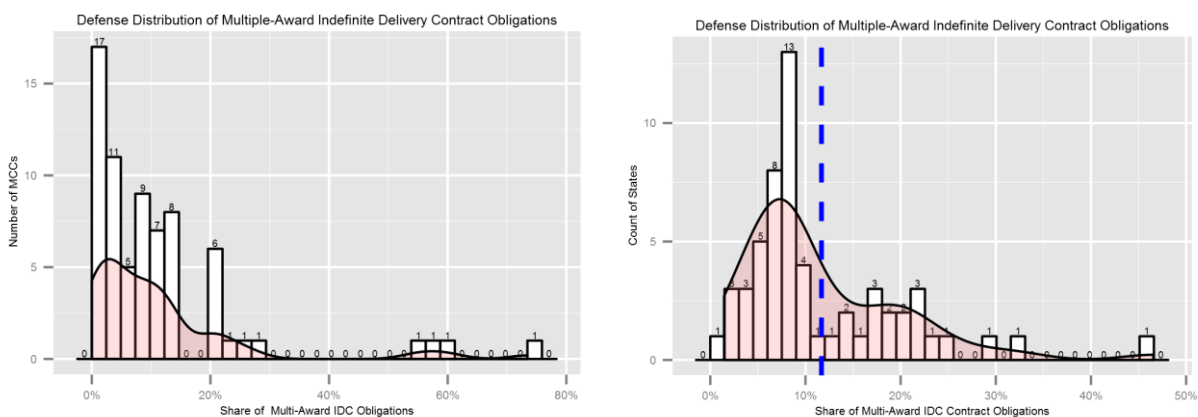 Defense Distribution of Multiple-Award Indefinite Delivery Contract Obligations
Number of MCCs
15
10
5
0
0 17 11 5 9 7 8 0 0 6 1 1 1 0 0 0 0 0 0 0 0 0 0 1 1 1 0 0 0 0 0 1 0
0% 20% 40% 60% 80%
Share of Multi-Award IDC Obligations
Defense Distribution of Multiple-Award Indefinite Delivery Contract Obligations
Count of States
10
5
0
0 1 3 3 5 8 13 4 1 1 2 1 3 2 2 3 1 1 0 0 1 0 1 0 0 0 0 0 0 0 0 1 0
0% 10% 20% 30% 40% 50%
Share of Multi-Award IDC Contract Obligations